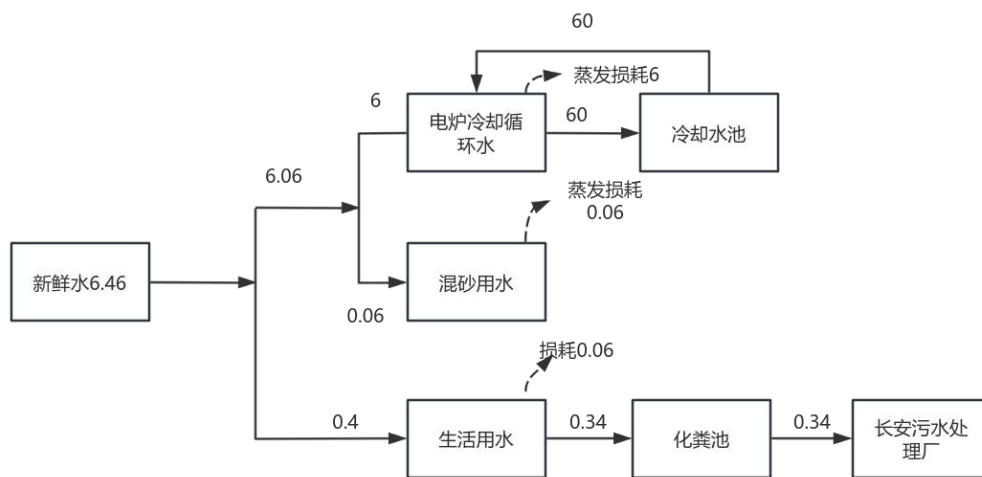 60
蒸发损耗6
6
电炉冷却循
环水
60
冷却水池
6.06
蒸发损耗
0.06
新鲜水6.46
混砂用水
0.06
损耗0.06
0.4
生活用水
0.34
化粪池
0.34
长安污水处
理厂